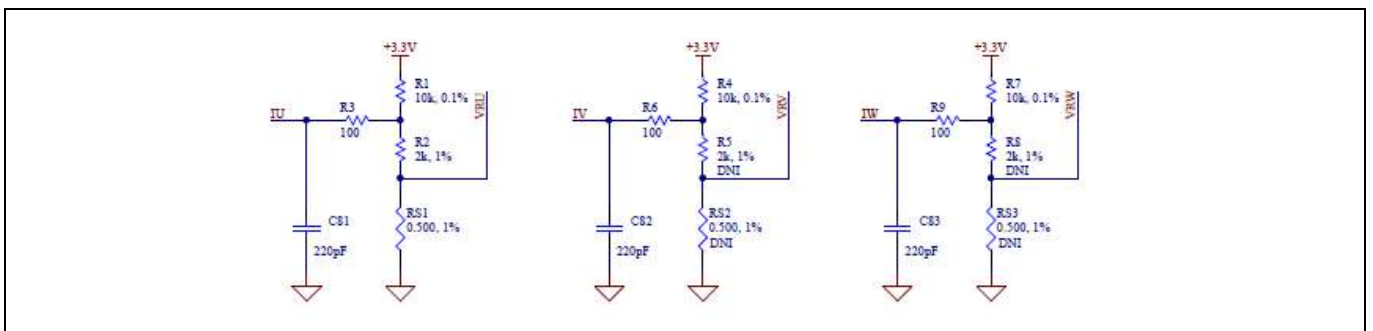 +3.3V
R1
10k, 0.1%
VRU
IU
R3
100
R2
2k, 1%
CS1
220pF
RS1
0.500, 1%
+3.3V
R4
10k, 0.1%
VRV
IV
R6
100
R5
2k, 1%
DNI
CS2
220pF
RS2
0.500, 1%
DNI
+3.3V
R7
10k, 0.1%
VRW
IW
R9
100
R8
2k, 1%
DNI
CS3
220pF
RS3
0.500, 1%
DNI